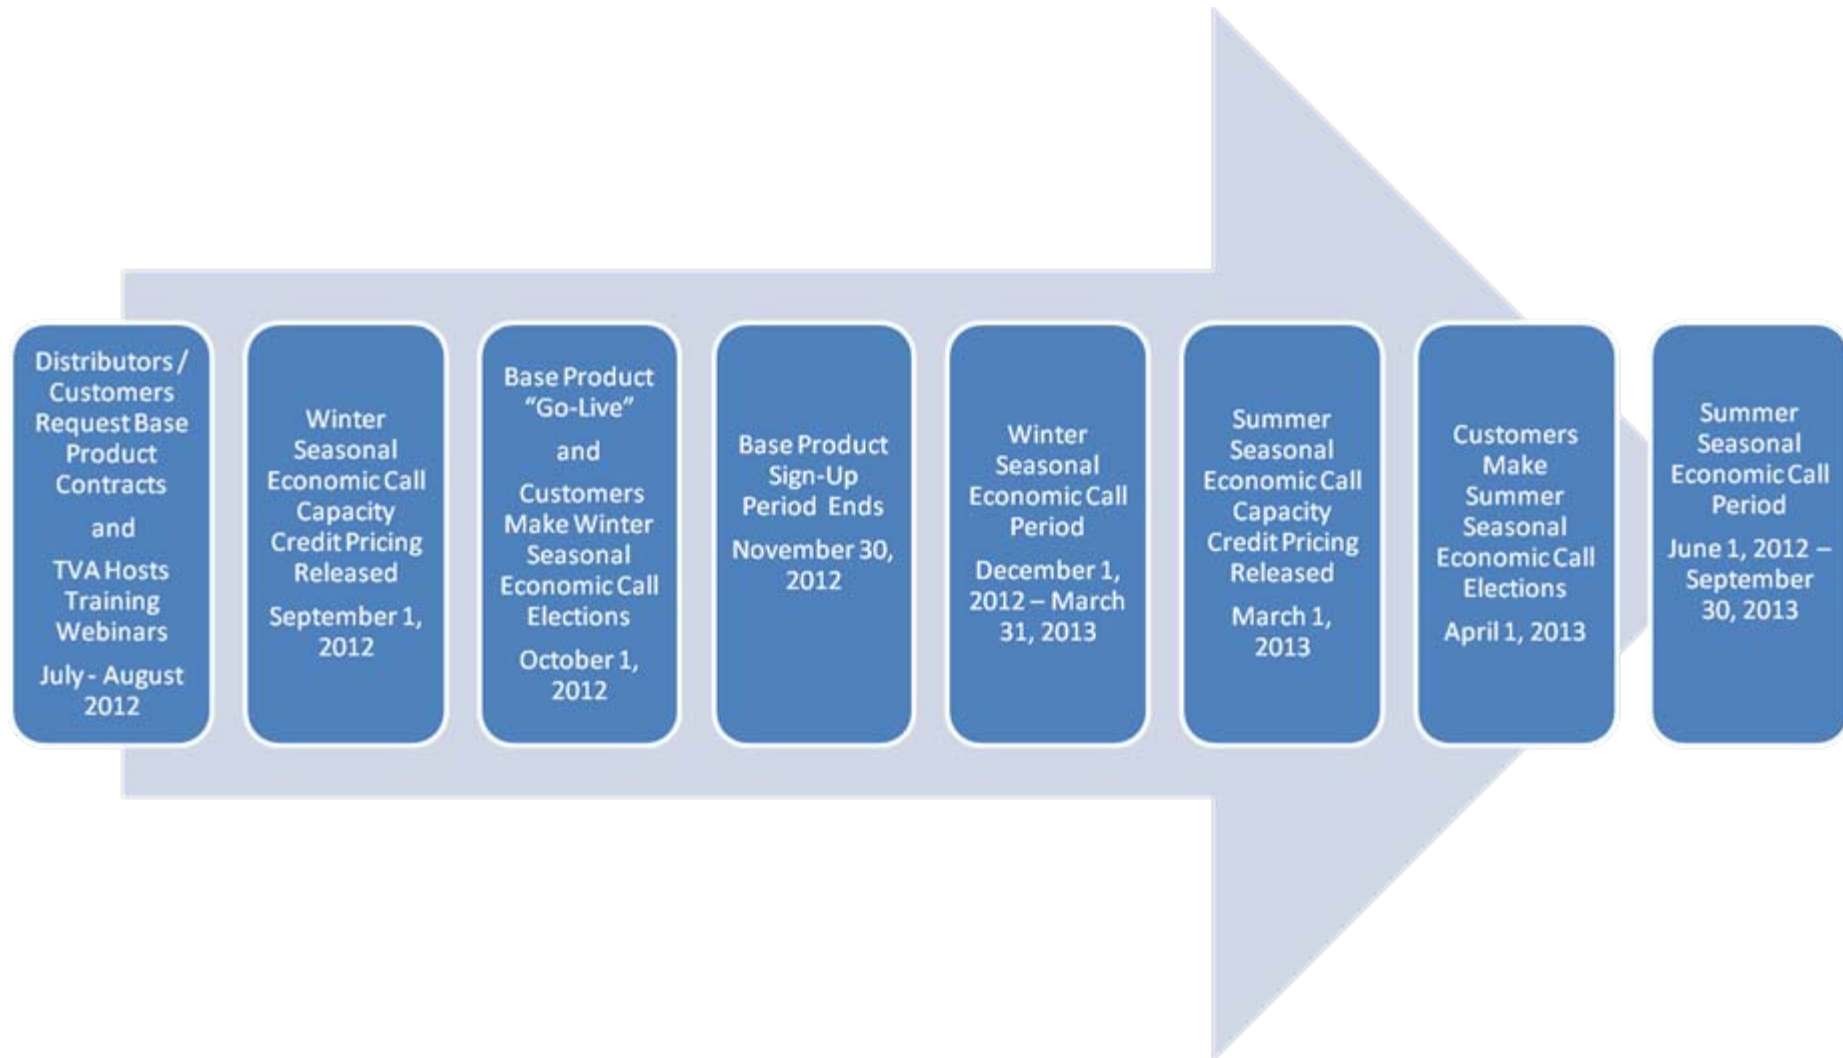 Distributors /
Customers
Request Base
Product
Contracts
and
TVA Hosts
Training
Webinars
July - August
2012
Winter
Seasonal
Economic Call
Capacity
Credit Pricing
Released
September 1,
2012
Base Product
“Go-Live”
and
Customers
Make Winter
Seasonal
Economic Call
Elections
October 1,
2012
Base Product
Sign-Up
Period Ends
November 30,
2012
Winter
Seasonal
Economic Call
Period
December 1,
2012 – March
31, 2013
Summer
Seasonal
Economic Call
Capacity
Credit Pricing
Released
March 1,
2013
Customers
Make
Summer
Seasonal
Economic Call
Elections
April 1, 2013
Summer
Seasonal
Economic Call
Period
June 1, 2012 –
September
30, 2013